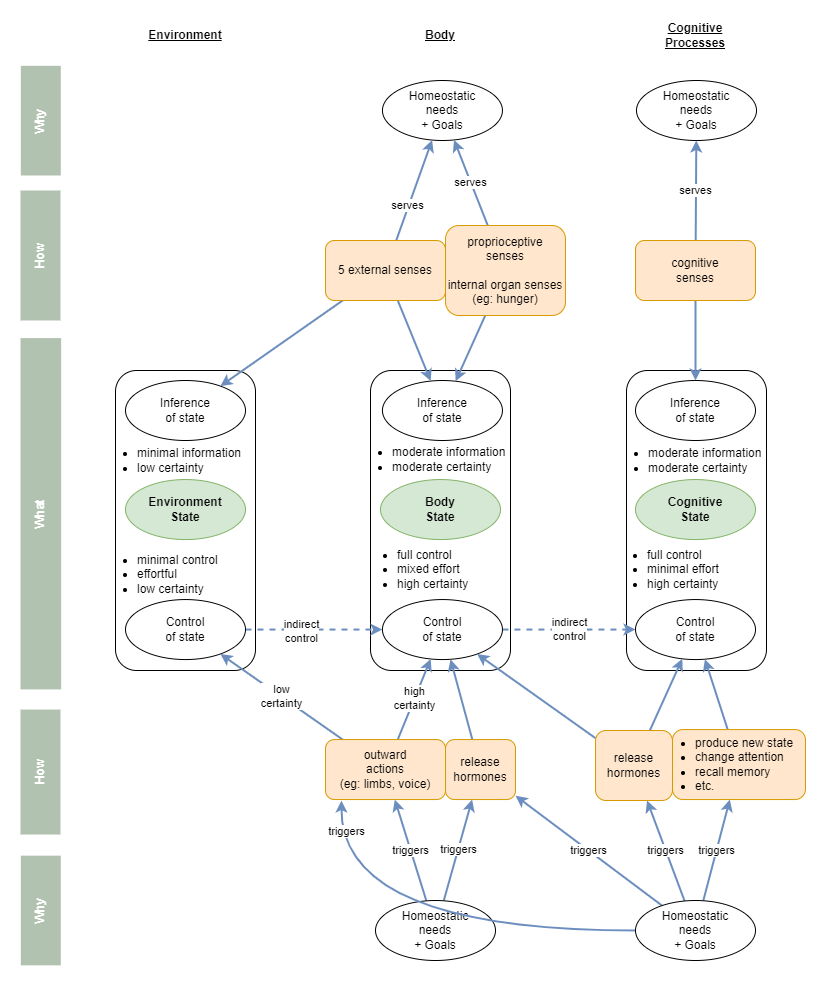 Environment
Body
Cognitive
Processes
Why
Homeostatic
needs
+ Goals
Homeostatic
needs
+ Goals
serves
serves
serves
How
5 external senses
proprioceptive
senses
internal organ senses
(eg: hunger)
cognitive
senses
What
Inference
of state
• minimal information
• low certainty
Environment
State
• minimal control
• effortful
• low certainty
Control
of state
Inference
of state
• moderate information
• moderate certainty
Body
State
• full control
• mixed effort
• high certainty
Control
of state
Inference
of state
• moderate information
• moderate certainty
Cognitive
State
• full control
• minimal effort
• high certainty
Control
of state
indirect
control
indirect
control
low
certainty
high
certainty
How
outward
actions
(eg: limbs, voice)
release
hormones
release
hormones
• produce new state
• change attention
• recall memory
• etc.
triggers
triggers
triggers
triggers
triggers
triggers
Why
Homeostatic
needs
+ Goals
Homeostatic
needs
+ Goals